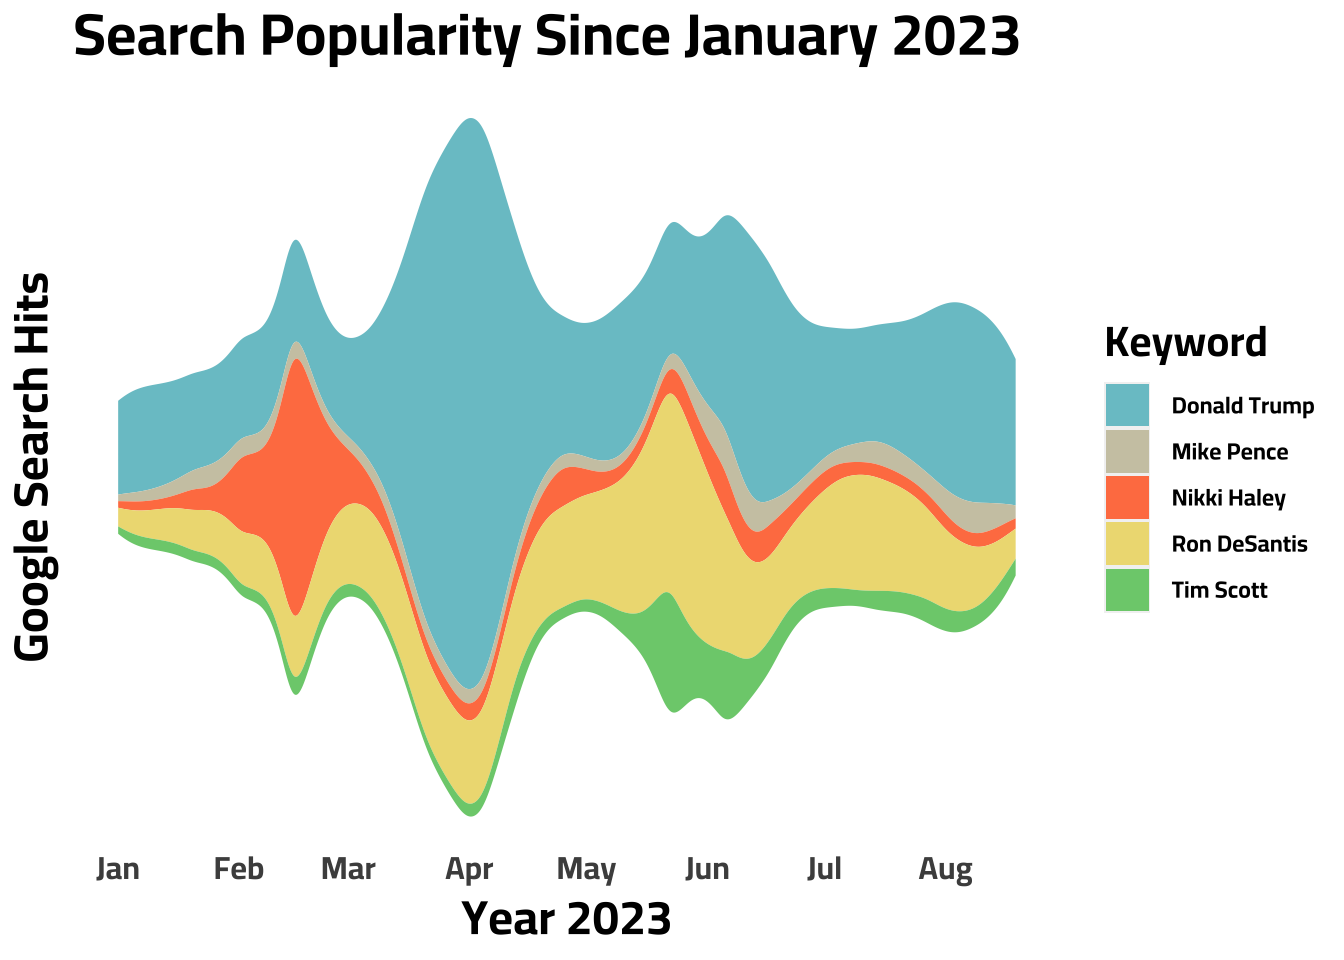 Search Popularity Since January 2023
Google Search Hits
Keyword
Donald Trump
Mike Pence
Nikki Haley
Ron DeSantis
Tim Scott
Jan Feb Mar Apr May Jun Jul Aug
Year 2023